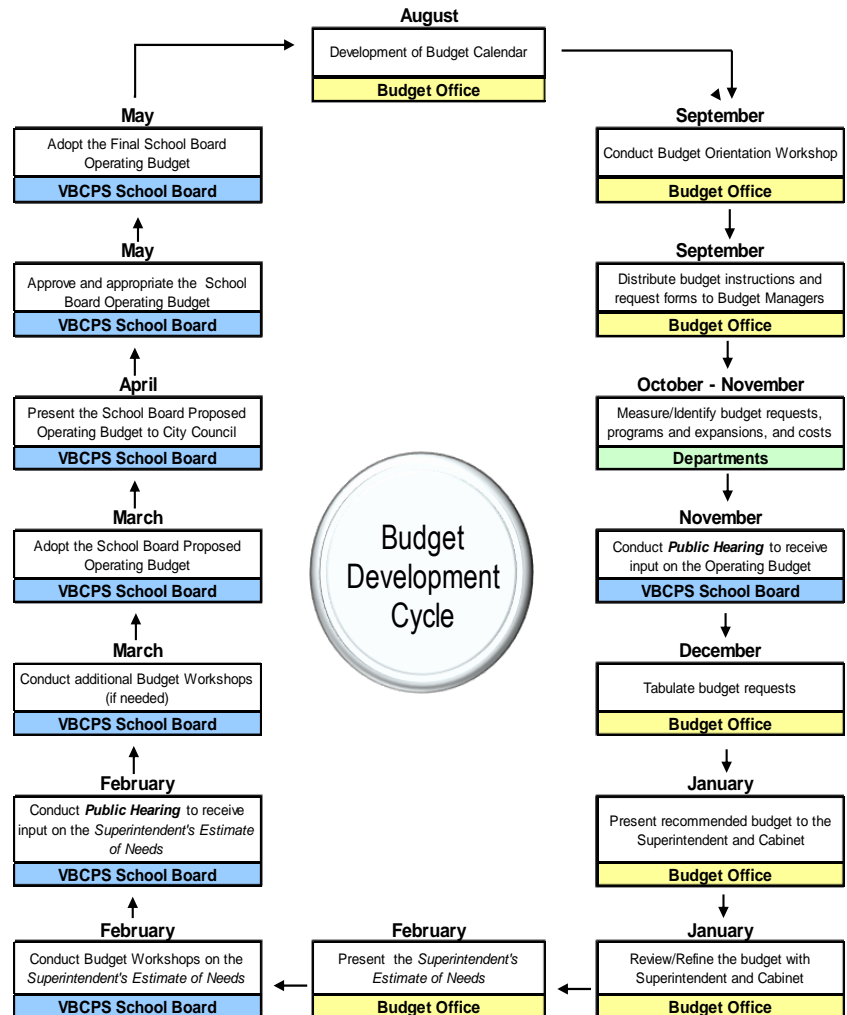 August
Development of Budget Calendar
Budget Office
September
Conduct Budget Orientation Workshop
Budget Office
September
Distribute budget instructions and
request forms to Budget Managers
Budget Office
October - November
Measure/Identify budget requests,
programs and expansions, and costs
Departments
November
Conduct Public Hearing to receive
input on the Operating Budget
VBCPS School Board
December
Tabulate budget requests
Budget Office
January
Present recommended budget to the
Superintendent and Cabinet
Budget Office
January
Review/Refine the budget with
Superintendent and Cabinet
Budget Office
February
Present the Superintendent's
Estimate of Needs
Budget Office
February
Conduct Budget Workshops on the
Superintendent's Estimate of Needs
VBCPS School Board
February
Conduct Public Hearing to receive
input on the Superintendent's Estimate
of Needs
VBCPS School Board
March
Conduct additional Budget Workshops
(if needed)
VBCPS School Board
March
Adopt the School Board Proposed
Operating Budget
VBCPS School Board
April
Present the School Board Proposed
Operating Budget to City Council
VBCPS School Board
May
Approve and appropriate the School
Board Operating Budget
VBCPS School Board
May
Adopt the Final School Board
Operating Budget
VBCPS School Board
Budget
Development
Cycle